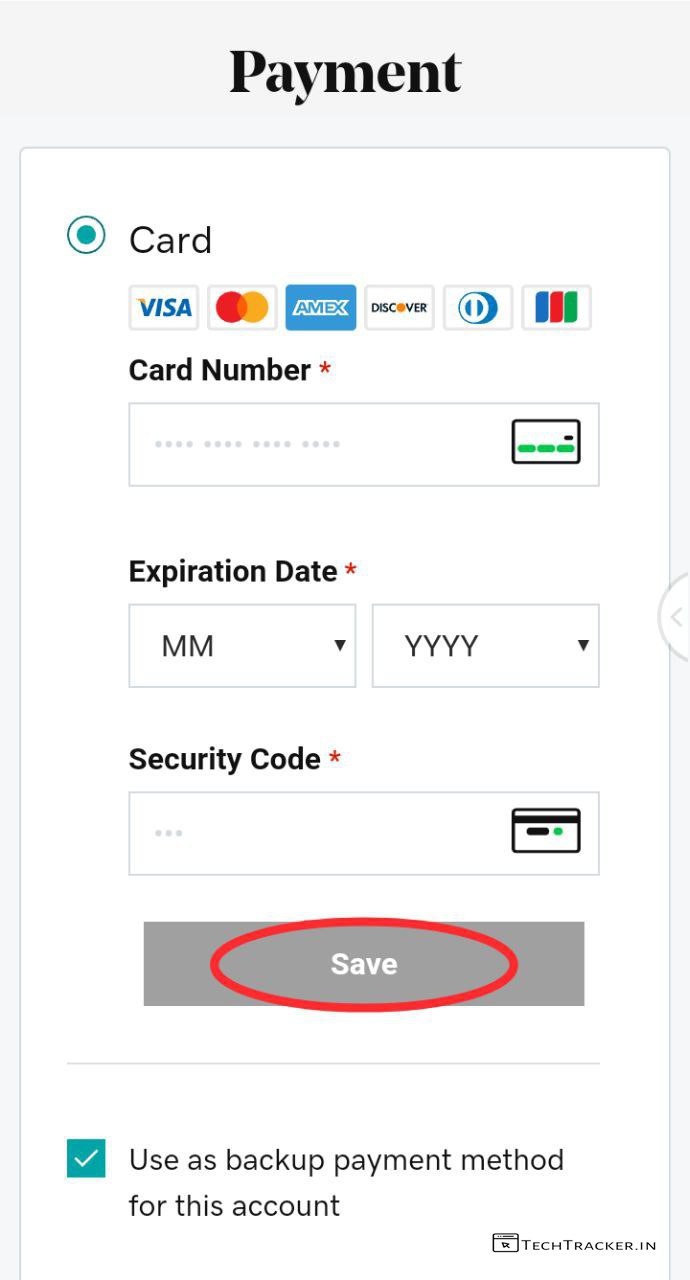 Payment
Card
VISA AMEX DISCOVER
Card Number *
•••• •••• •••• ••••
Expiration Date *
MM YYYY
Security Code *
•••
Save
Use as backup payment method
for this account
TECHTRACKER.IN